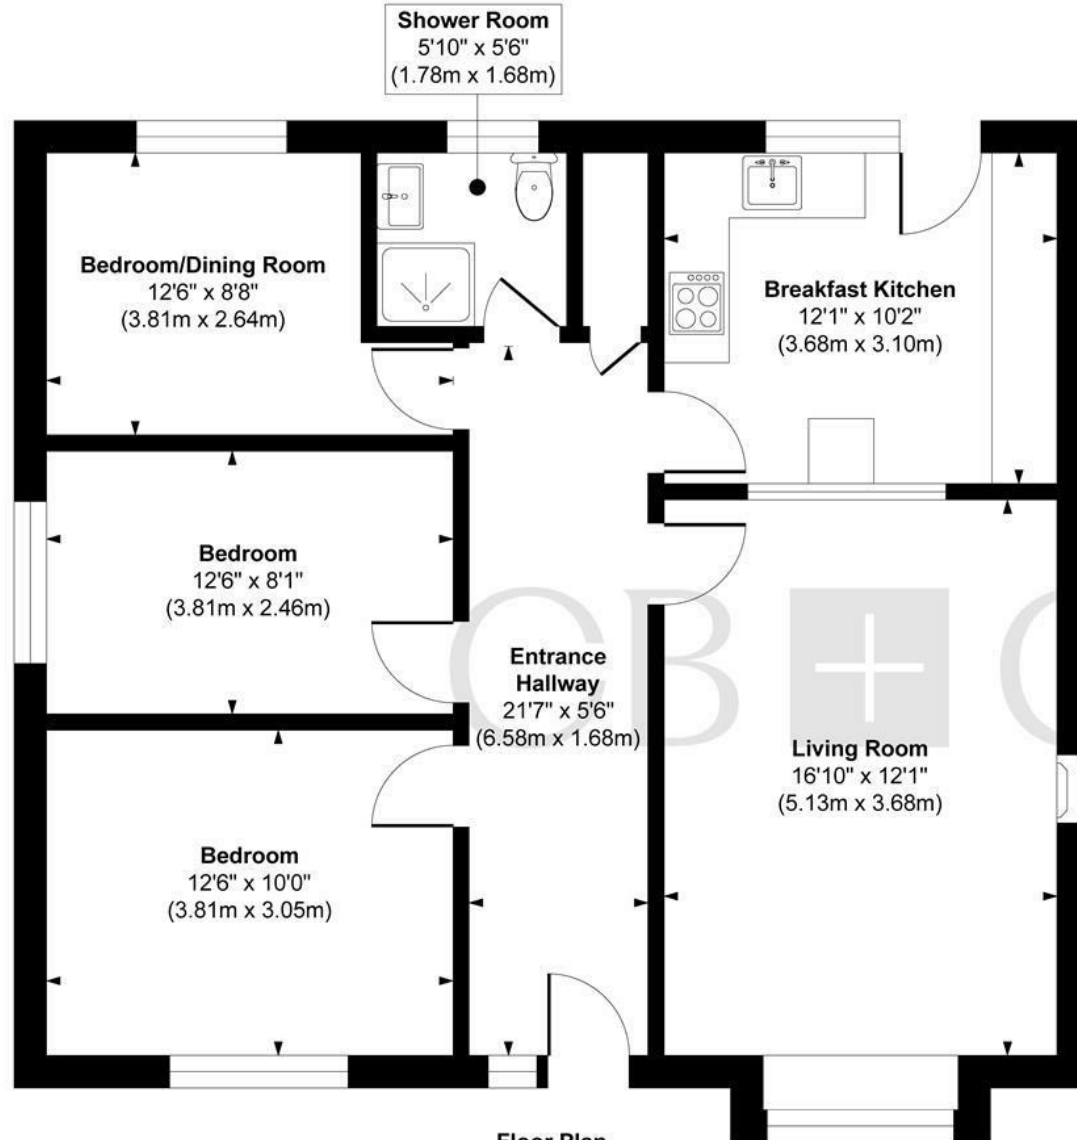 Shower Room
5'10" x 5'6"
(1.78m x 1.68m)
Bedroom/Dining Room
12'6" x 8'8"
(3.81m x 2.64m)
Breakfast Kitchen
12'1" x 10'2"
(3.68m x 3.10m)
Bedroom
12'6" x 8'1"
(3.81m x 2.46m)
Entrance
Hallway
21'7" x 5'6"
(6.58m x 1.68m)
CB + C
Living Room
16'10" x 12'1"
(5.13m x 3.68m)
Bedroom
12'6" x 10'0"
(3.81m x 3.05m)
Floor Plan